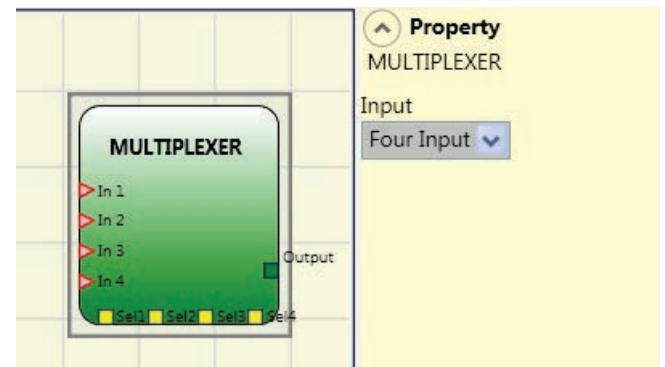 Property
MULTIPLEXER
Input
Four Input
MULTIPLEXER
In 1
In 2
In 3
In 4
Output
Sel1 Sel2 Sel3 Sel4